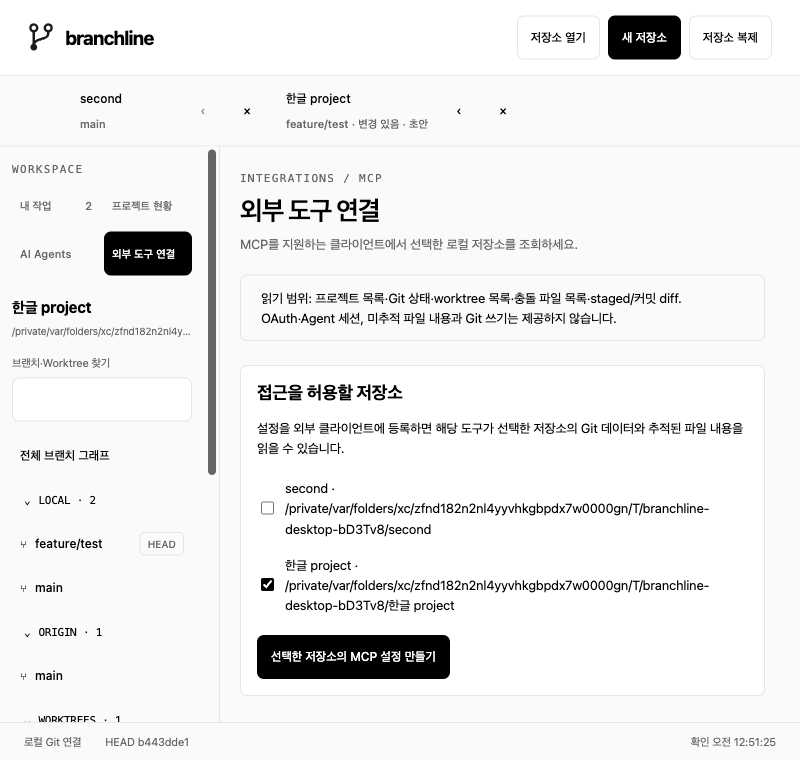 branchline
저장소 열기
새 저장소
저장소 복제
second
main
한글 project
feature/test · 변경 있음 · 초안
WORKSPACE
내 작업 2
프로젝트 현황
AI Agents
외부 도구 연결
한글 project
/private/var/folders/xc/zfnd182n2nl4y...
브랜치·Worktree 찾기
전체 브랜치 그래프
LOCAL · 2
feature/test HEAD
main
ORIGIN · 1
main
WORKTREES · 1
INTEGRATIONS / MCP
외부 도구 연결
MCP를 지원하는 클라이언트에서 선택한 로컬 저장소를 조회하세요.
읽기 범위: 프로젝트 목록·Git 상태·worktree 목록·충돌 파일 목록·staged/커밋 diff.
OAuth·Agent 세션, 미추적 파일 내용과 Git 쓰기는 제공하지 않습니다.
접근을 허용할 저장소
설정을 외부 클라이언트에 등록하면 해당 도구가 선택한 저장소의 Git 데이터와 추적된 파일 내용을
읽을 수 있습니다.
second ·
/private/var/folders/xc/zfnd182n2nl4yyvhkgbpdx7w0000gn/T/branchline-
desktop-bD3Tv8/second
한글 project ·
/private/var/folders/xc/zfnd182n2nl4yyvhkgbpdx7w0000gn/T/branchline-
desktop-bD3Tv8/한글 project
선택한 저장소의 MCP 설정 만들기
로컬 Git 연결
HEAD b443dde1
확인 오전 12:51:25